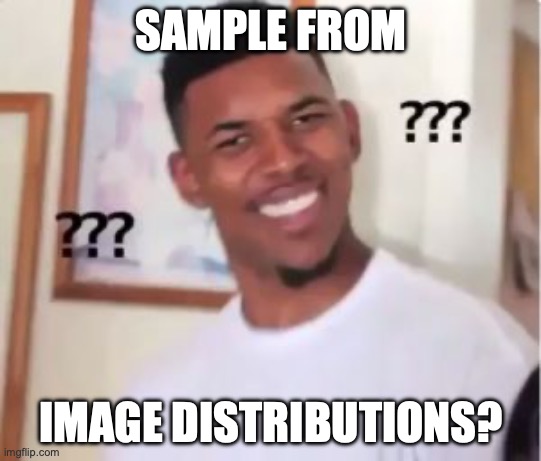 SAMPLE FROM
???
???
IMAGE DISTRIBUTIONS?
imgflip.com